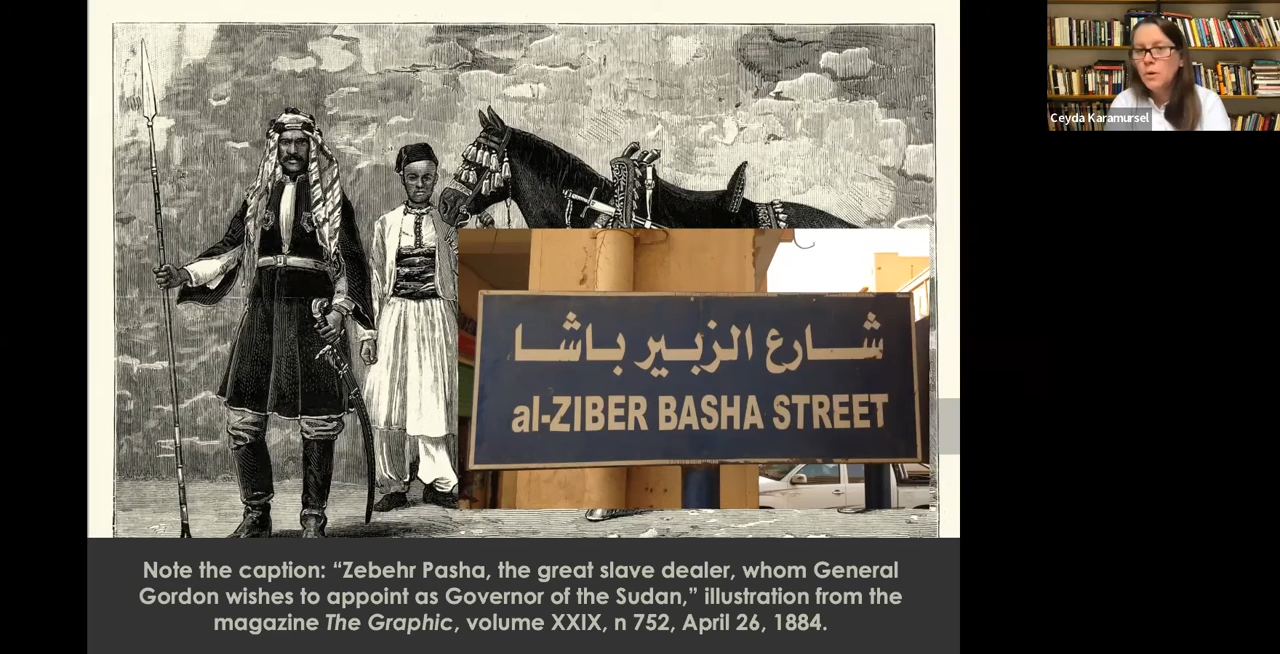 Ceyda Karamursel
شارع الزبير باشا
al-ZIBER BASHA STREET
Note the caption: “Zebehr Pasha, the great slave dealer, whom General
Gordon wishes to appoint as Governor of the Sudan,” illustration from the
magazine The Graphic, volume XXIX, n 752, April 26, 1884.